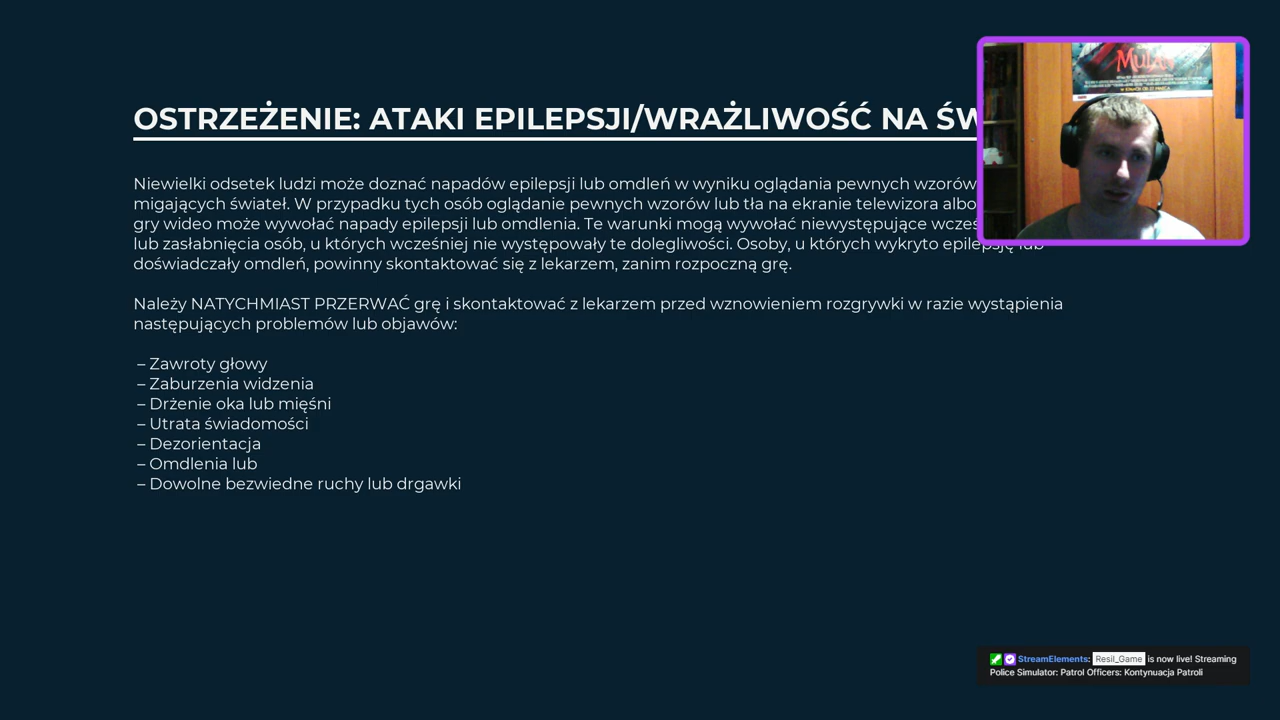 OSTRZEŻENIE: ATAKI EPILEPSJI/WRAŻLIWOŚĆ NA
Niewielki odsetek ludzi może doznać napadów epilepsji lub omdleń w wyniku oglądania pewnych wzorów
migających świateł. W przypadku tych osób oglądanie pewnych wzorów lub tła na ekranie telewizora albo
gry wideo może wywołać napady epilepsji lub omdlenia. Te warunki mogą wywołać niewystępujące
lub zasłabnięcia osób, u których wcześniej nie występowały te dolegliwości. Osoby, u których wykryto epilepsję lub
doświadczały omdleń, powinny skontaktować się z lekarzem, zanim rozpoczną grę.
Należy NATYCHMIAST PRZERWAĆ grę i skontaktować z lekarzem przed wznowieniem rozgrywki w razie wystąpienia
następujących problemów lub objawów:
– Zawroty głowy
– Zaburzenia widzenia
– Drżenie oka lub mięśni
– Utrata świadomości
– Dezorientacja
– Omdlenia lub
– Dowolne bezwiedne ruchy lub drgawki
StreamElements: Resil_Game is now live! Streaming
Police Simulator: Patrol Officers: Kontynuacja Patroli